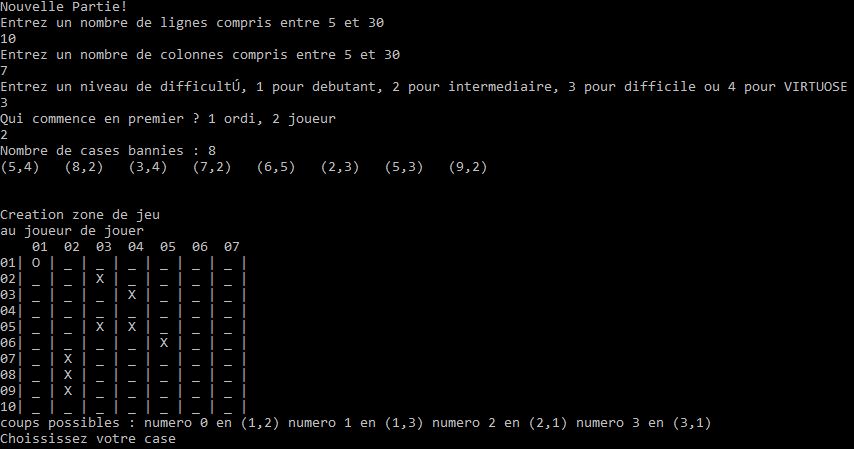 Nouvelle Partie!
Entrez un nombre de lignes compris entre 5 et 30
10
Entrez un nombre de colonnes compris entre 5 et 30
7
Entrez un niveau de difficultÚ, 1 pour debutant, 2 pour intermediaire, 3 pour difficile ou 4 pour VIRTUOSE
3
Qui commence en premier ? 1 ordi, 2 joueur
2
Nombre de cases bannies : 8
(5,4)   (8,2)   (3,4)   (7,2)   (6,5)   (2,3)   (5,3)   (9,2)
Creation zone de jeu
au joueur de jouer
    01  02  03  04  05  06  07
01| O | _ | _ | _ | _ | _ | _ |
02| _ | _ | X | _ | _ | _ | _ |
03| _ | _ | _ | X | _ | _ | _ |
04| _ | _ | _ | _ | _ | _ | _ |
05| _ | _ | X | X | _ | _ | _ |
06| _ | _ | _ | _ | X | _ | _ |
07| _ | X | _ | _ | _ | _ | _ |
08| _ | X | _ | _ | _ | _ | _ |
09| _ | X | _ | _ | _ | _ | _ |
10| _ | _ | _ | _ | _ | _ | _ |
coups possibles : numero 0 en (1,2) numero 1 en (1,3) numero 2 en (2,1) numero 3 en (3,1)
Choississez votre case